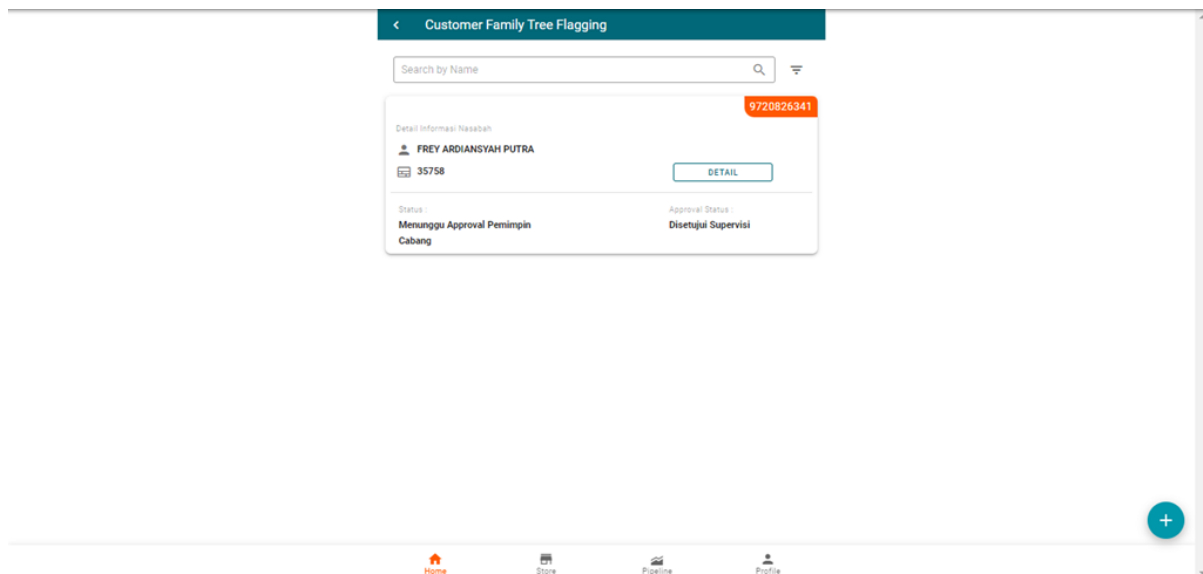 Customer Family Tree Flagging
Search by Name
9720826341
Detail Informasi Nasabah
FREY ARDIANSYAH PUTRA
35758
DETAIL
Status :
Menunggu Approval Pemimpin
Cabang
Approval Status :
Disetujui Supervisi
Home
Store
Pipeline
Profile